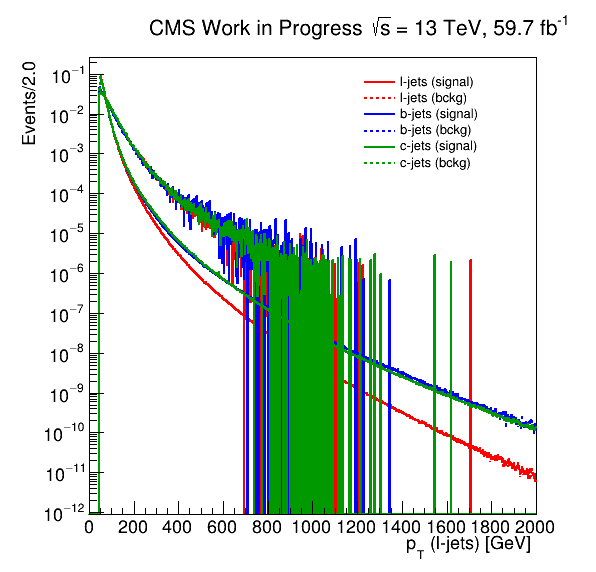 CMS Work in Progress √s = 13 TeV, 59.7 fb⁻¹
Events/2.0
l-jets (signal)
l-jets (bckg)
b-jets (signal)
b-jets (bckg)
c-jets (signal)
c-jets (bckg)
10⁻¹
10⁻²
10⁻³
10⁻⁴
10⁻⁵
10⁻⁶
10⁻⁷
10⁻⁸
10⁻⁹
10⁻¹⁰
10⁻¹¹
10⁻¹²
0 200 400 600 800 1000 1200 1400 1600 1800 2000
p_T (l-jets) [GeV]